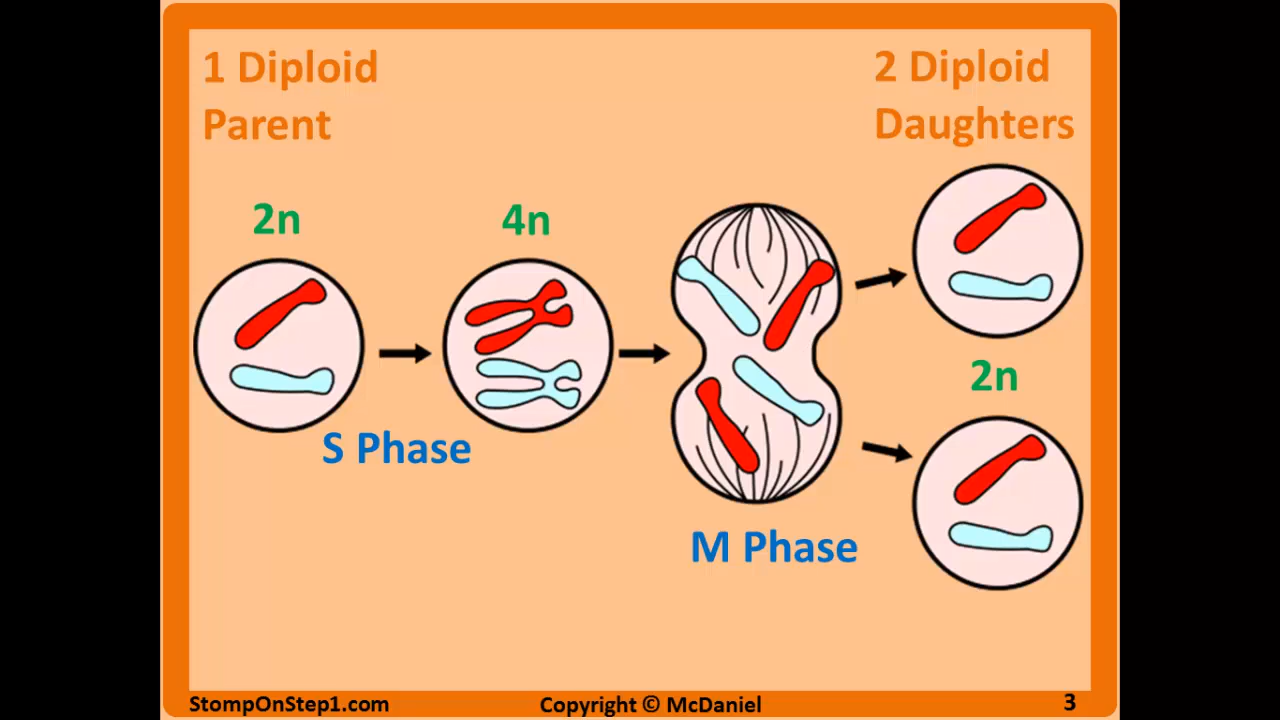 1 Diploid
Parent
2 Diploid
Daughters
2n
4n
2n
S Phase
M Phase
StompOnStep1.com
Copyright © McDaniel
3